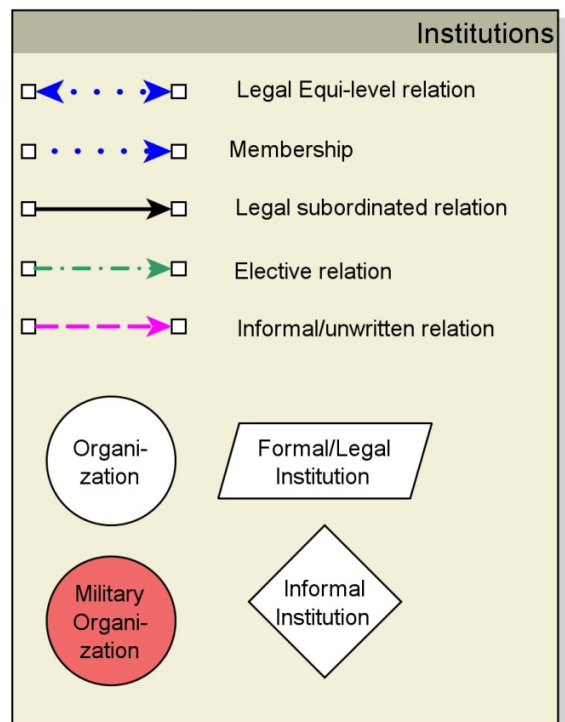 Institutions
Legal Equi-level relation
Membership
Legal subordinated relation
Elective relation
Informal/unwritten relation
Organi-
zation
Formal/Legal
Institution
Military
Organi-
zation
Informal
Institution